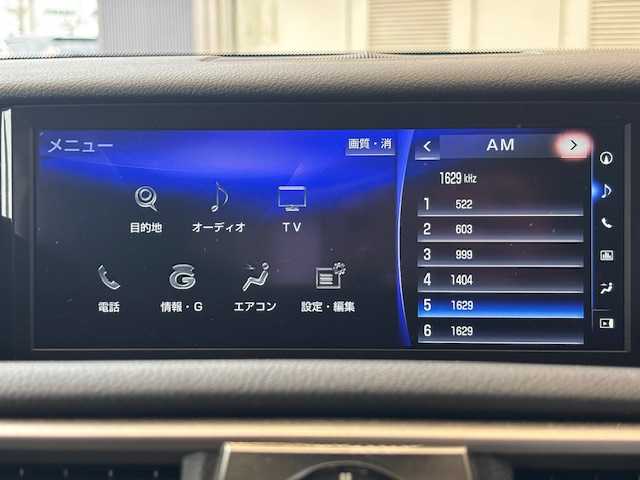 メニュー
画質・消
目的地
オーディオ
TV
電話
情報・G
エアコン
設定・編集
AM
1629 kHz
1 522
2 603
3 999
4 1404
5 1629
6 1629